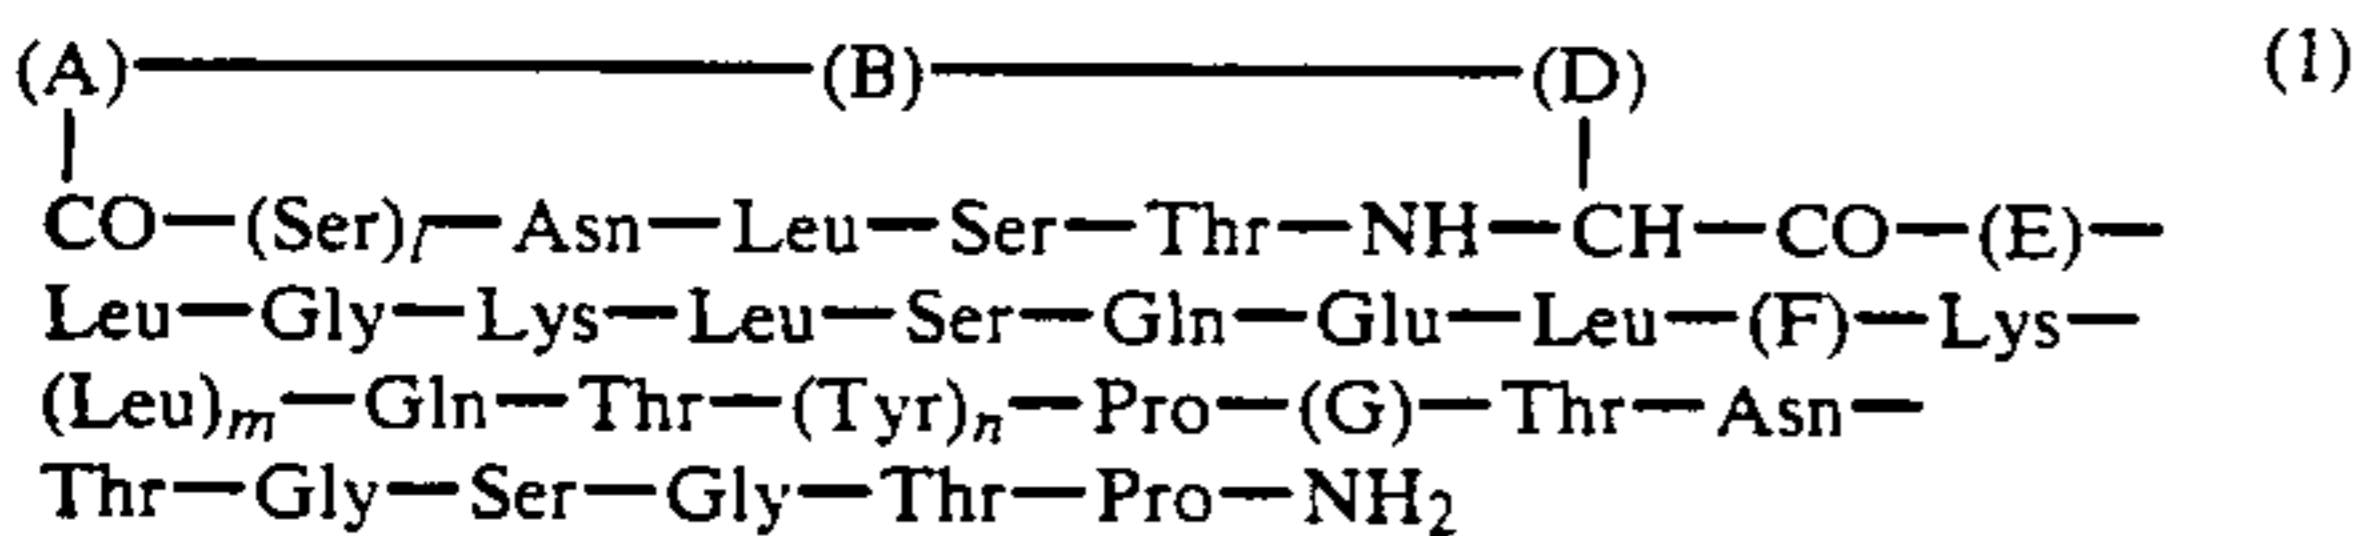 (A)—(B)—(D) (1)
CO—(Ser)l—Asn—Leu—Ser—Thr—NH—CH—CO—(E)—
Leu—Gly—Lys—Leu—Ser—Gln—Glu—Leu—(F)—Lys—
(Leu)m—Gln—Thr—(Tyr)n—Pro—(G)—Thr—Asn—
Thr—Gly—Ser—Gly—Thr—Pro—NH2